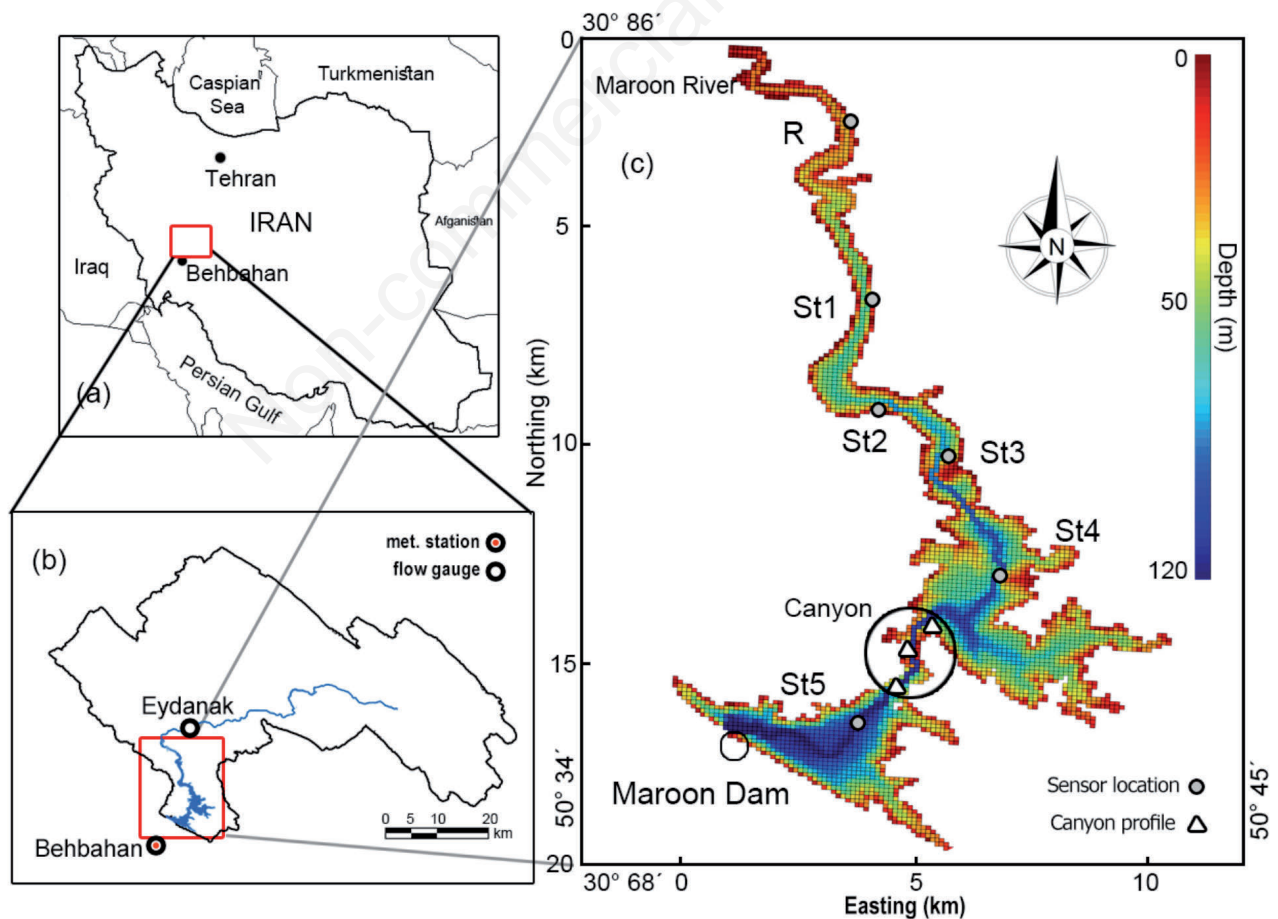 Caspian
Sea
Turkmenistan
Tehran
IRAN
Afganistan
Iraq
Behbahan
Persian Gulf
(a)
(b)
met. station
flow gauge
Eydanak
Behbahan
0 5 10 20
km
30° 86´
0
5
10
15
20
Northing (km)
50° 34´
30° 68´
0 5 10
Easting (km)
50° 45´
(c)
Maroon River
R
St1
St2
St3
St4
Canyon
St5
Maroon Dam
N
0
50
120
Depth (m)
Sensor location
Canyon profile
Non-commercial